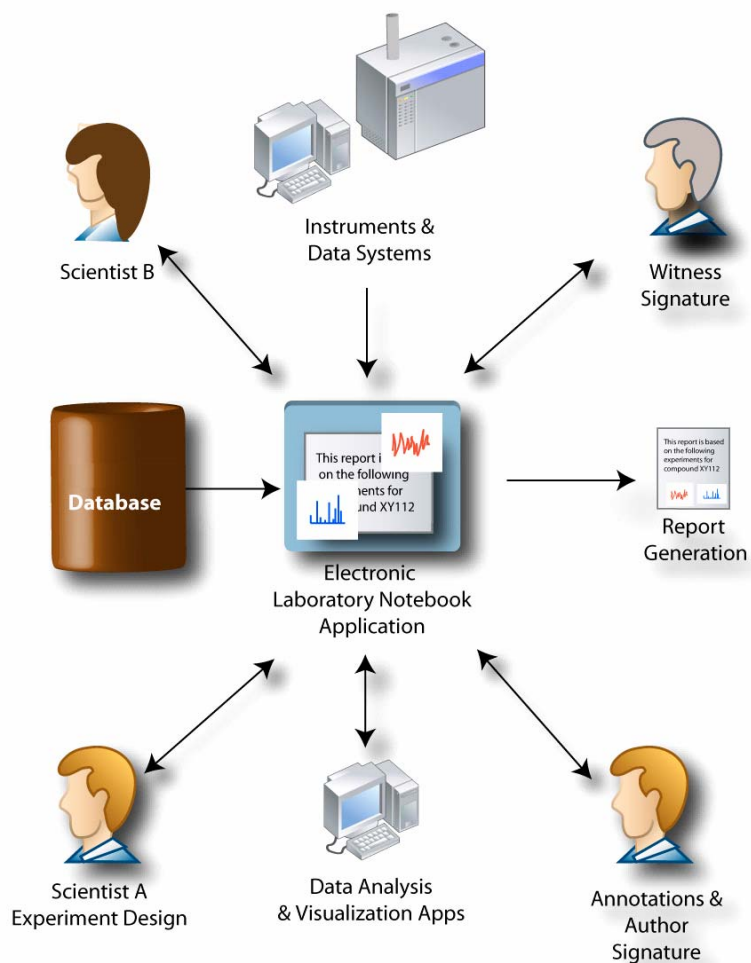 Scientist B
Instruments &
Data Systems
Witness
Signature
Database
This report i
on the following
ments for
und XY112
Electronic
Laboratory Notebook
Application
This report is based
on the following
experiments for
compound XY112
Report
Generation
Scientist A
Experiment Design
Data Analysis
& Visualization Apps
Annotations &
Author
Signature